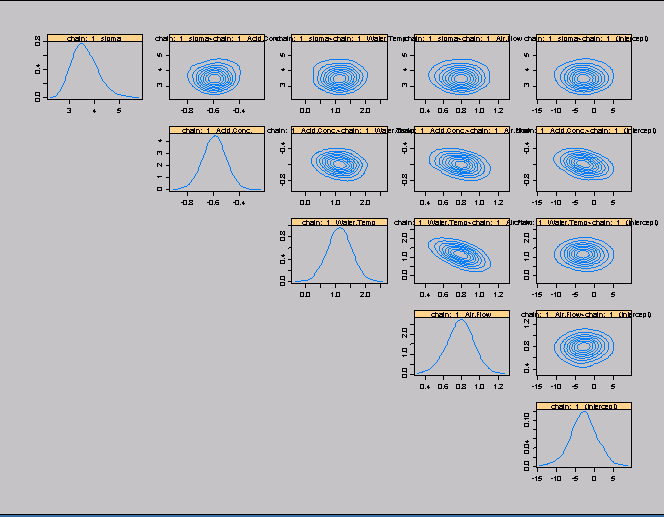 chain: 1 sigma
chain: 1 sigma~chain: 1 Acid.Conc.
chain: 1 sigma~chain: 1 Water.Temp
chain: 1 sigma~chain: 1 Air.Flow
chain: 1 sigma~chain: 1 (Intercept)
0.0 0.4 0.8
3 4 5
3 4 5
3 4 5
3 4 5
3 4 5
-0.8 -0.6 -0.4
0.0 1.0 2.0
0.4 0.6 0.8 1.0 1.2
-15 -10 -5 0 5
chain: 1 Acid.Conc.
chain: 1 Acid.Conc.~chain: 1 Water.Temp
chain: 1 Acid.Conc.~chain: 1 Air.Flow
chain: 1 Acid.Conc.~chain: 1 (Intercept)
0 1 2 3 4
-0.8 -0.4
-0.8 -0.4
-0.8 -0.4
-0.8 -0.6 -0.4
0.0 1.0 2.0
0.4 0.6 0.8 1.0 1.2
-15 -10 -5 0 5
chain: 1 Water.Temp
chain: 1 Water.Temp~chain: 1 Air.Flow
chain: 1 Water.Temp~chain: 1 (Intercept)
0.0 0.4 0.8
0.0 1.0 2.0
0.0 1.0 2.0
0.0 1.0 2.0
0.4 0.6 0.8 1.0 1.2
-15 -10 -5 0 5
chain: 1 Air.Flow
chain: 1 Air.Flow~chain: 1 (Intercept)
0.0 1.0 2.0
0.4 0.8 1.2
0.4 0.6 0.8 1.0 1.2
-15 -10 -5 0 5
chain: 1 (Intercept)
0.0 0.04 0.10
-15 -10 -5 0 5